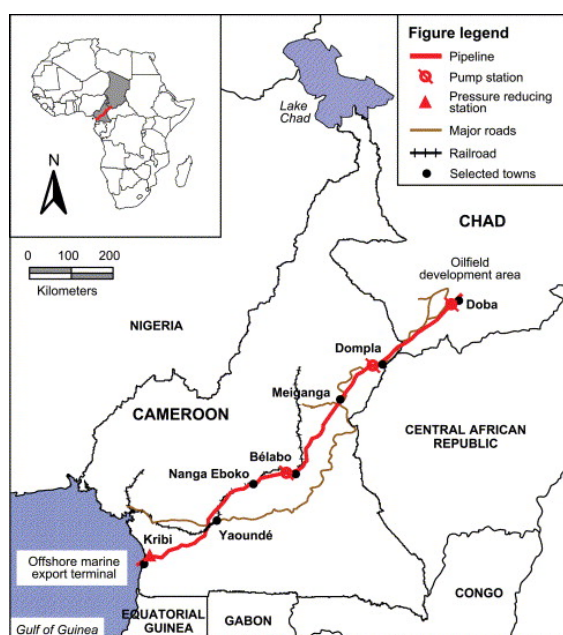 Figure legend
Pipeline
Pump station
Pressure reducing
station
Major roads
Railroad
Selected towns
N
0 100 200
Kilometers
Lake
Chad
CHAD
Oilfield
development area
Doba
NIGERIA
Dompla
Meiganga
CAMEROON
CENTRAL AFRICAN
REPUBLIC
Bélabo
Nanga Eboko
Yaoundé
Kribi
Offshore marine
export terminal
CONGO
EQUATORIAL
GUINEA
GABON
Gulf of Guinea